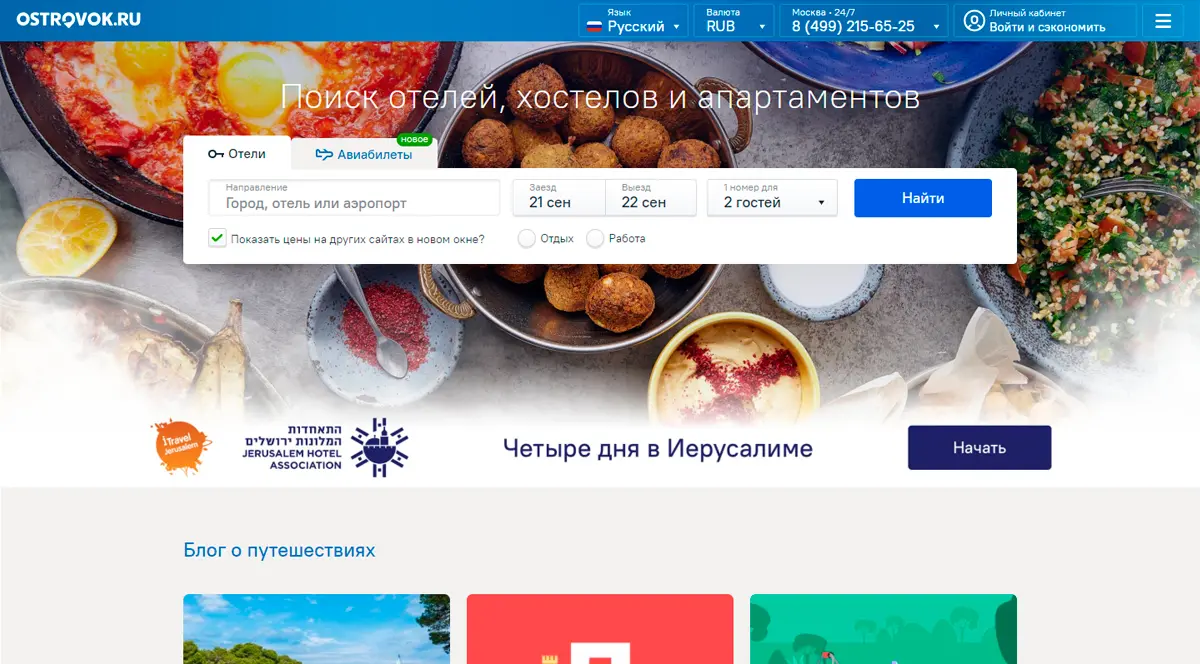 OSTROVOK.RU
Язык
Русский
Валюта
RUB
Москва • 24/7
8 (499) 215-65-25
Личный кабинет
Войти и сэкономить
Поиск отелей, хостелов и апартаментов
Отели
Авиабилеты
новое
Направление
Город, отель или аэропорт
Заезд
21 сен
Выезд
22 сен
1 номер для
2 гостей
Найти
Показать цены на других сайтах в новом окне?
Отдых
Работа
iTravel
Jerusalem
התאחדות
המלונות ירושלים
JERUSALEM HOTEL
ASSOCIATION
Четыре дня в Иерусалиме
Начать
Блог о путешествиях